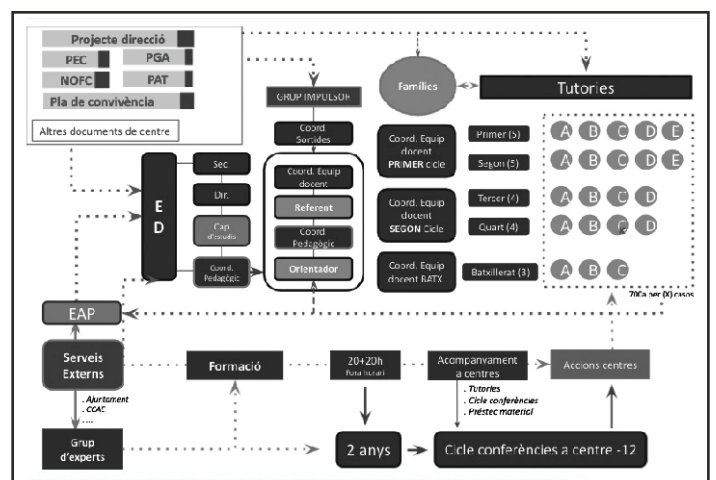 Projecte direcció
PEC
PGA
NOFC
PAT
Pla de convivència
Altres documents de centre
GRUP IMPULSOR
Coord.
Sortides
Coord. Equip
docent
Referent
Coord.
Pedagògic
Orientador
E
D
Sec
Dir.
Cap
d'estudis
Coord.
Pedagògic
Famílies
Tutories
Coord. Equip
docent
PRIMER cicle
Primer (5)
A B C D E
Segon (5)
A B C D E
Coord. Equip
docent
SEGON Cicle
Tercer (4)
A B C D
Quart (4)
A B C D
Coord. Equip
docent BATX.
Batxillerat (3)
A B C
700a per (X) casos
EAP
Serveis
Externs
. Ajuntament
. CCAC
. ...
Grup
d'experts
Formació
20+20h
Fora horari
Acompanyament
a centres
. Tutories
. Cicle conferències
. Préstec material
Accions centres
2 anys
Cicle conferències a centre -12